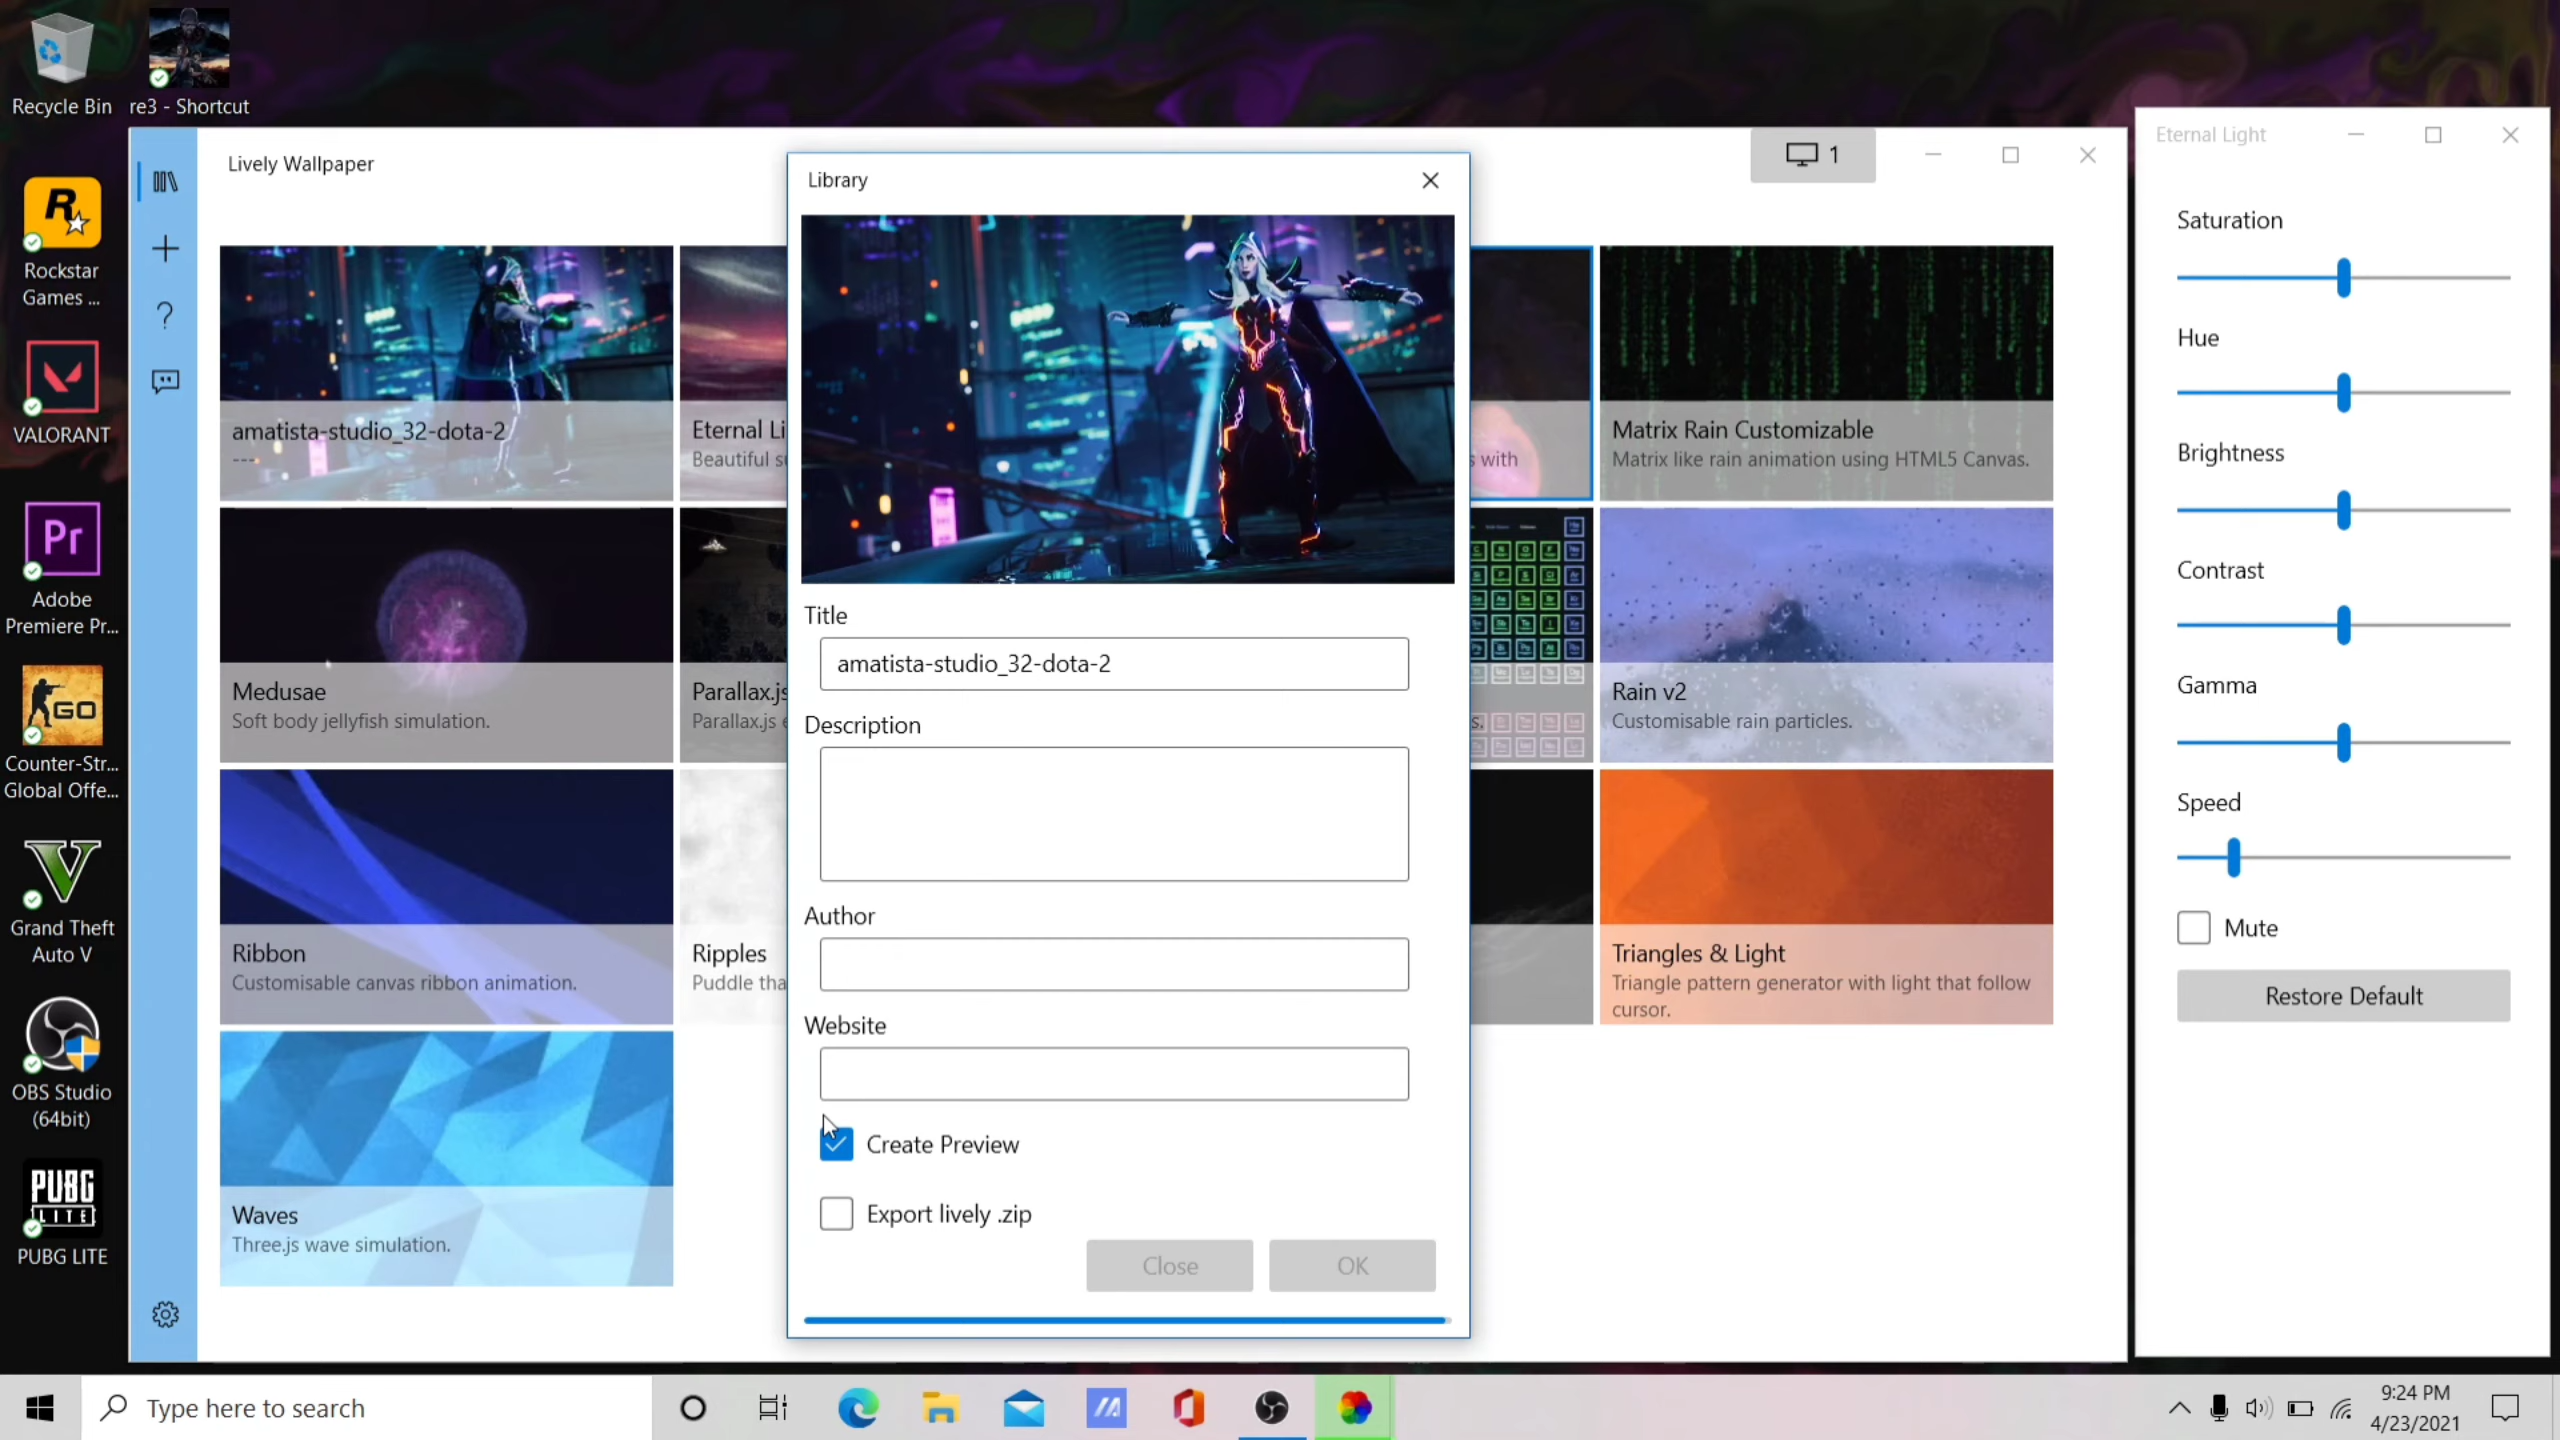 Recycle Bin
re3 - Shortcut
Rockstar
Games ...
VALORANT
Pr
Adobe
Premiere Pr...
GO
Counter-Str...
Global Offe...
Grand Theft
Auto V
OBS Studio
(64bit)
PUBG
LITE
PUBG LITE
Lively Wallpaper
1
amatista-studio_32-dota-2
---
Eternal Li
Beautiful s
s with
Matrix Rain Customizable
Matrix like rain animation using HTML5 Canvas.
Medusae
Soft body jellyfish simulation.
Parallax.js
Parallax.js e
s.
Rain v2
Customisable rain particles.
Ribbon
Customisable canvas ribbon animation.
Ripples
Puddle tha
Triangles & Light
Triangle pattern generator with light that follow
cursor.
Waves
Three.js wave simulation.
Library
Title
amatista-studio_32-dota-2
Description
Author
Website
Create Preview
Export lively .zip
Close
OK
Eternal Light
Saturation
Hue
Brightness
Contrast
Gamma
Speed
Mute
Restore Default
Type here to search
9:24 PM
4/23/2021